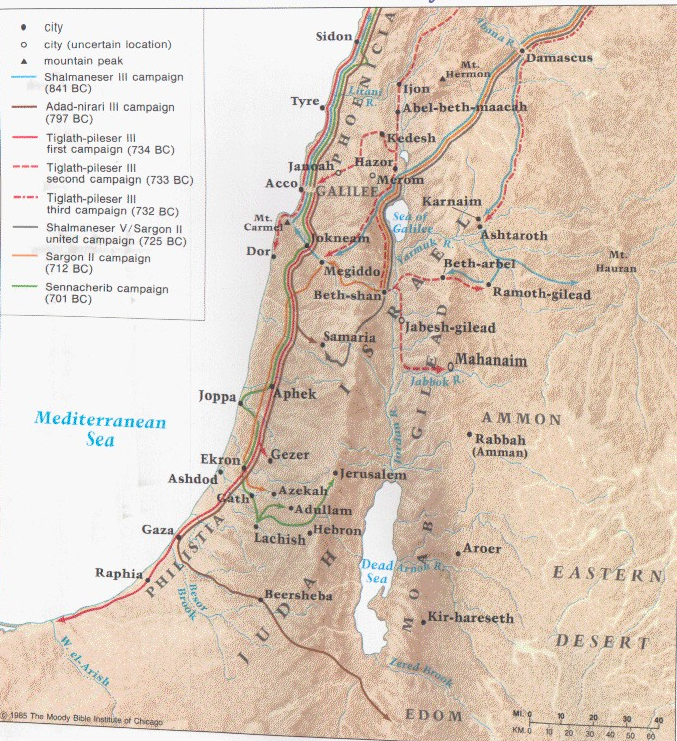 city
city (uncertain location)
mountain peak
Shalmaneser III campaign
(841 BC)
Adad-nirari III campaign
(797 BC)
Tiglath-pileser III
first campaign (734 BC)
Tiglath-pileser III
second campaign (733 BC)
Tiglath-pileser III
third campaign (732 BC)
Shalmaneser V/Sargon II
united campaign (725 BC)
Sargon II campaign
(712 BC)
Sennacherib campaign
(701 BC)
Sidon
Abana R.
Damascus
PHOENICIA
Mt.
Hermon
Litani
R.
Ijon
Tyre
Abel-beth-maacah
Kedesh
Janoah
Hazor
Acco
GALILEE
Merom
Karnaim
Mt.
Carmel
Sea of
Galilee
Ashtaroth
Jokneam
Yarmuk R.
Dor
Megiddo
Beth-arbel
Mt.
Hauran
Beth-shan
Ramoth-gilead
ISRAEL
Samaria
Jabesh-gilead
Mahanaim
Jabbok R.
GILEAD
Joppa
Aphek
Mediterranean
Sea
Jordan R.
AMMON
Rabbah
(Amman)
Ekron
Gezer
Ashdod
Jerusalem
Gath
Azekah
Adullam
Gaza
Lachish
Hebron
PHILISTIA
Dead
Sea
Arnon R.
Aroer
MOAB
Raphia
EASTERN
DESERT
Besor
Brook
Beersheba
JUDAH
Kir-hareseth
W. el-Arish
Zered Brook
EDOM
© 1985 The Moody Bible Institute of Chicago
MI. 0 10 20 30 40
KM. 0 10 20 30 40 50 60